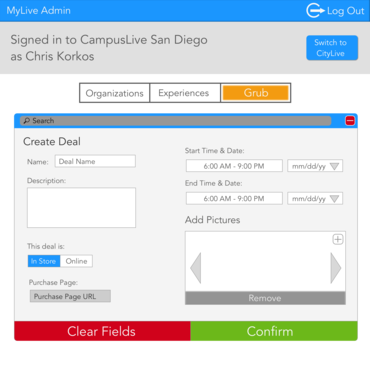 MyLive Admin
Log Out
Signed in to CampusLive San Diego
as Chris Korkos
Switch to
CityLive
Organizations
Experiences
Grub
Search
Create Deal
Name:
Deal Name
Description:
This deal is:
In Store
Online
Purchase Page:
Purchase Page URL
Start Time & Date:
6:00 AM - 9:00 PM
mm/dd/yy
End Time & Date:
6:00 AM - 9:00 PM
mm/dd/yy
Add Pictures
Remove
Clear Fields
Confirm